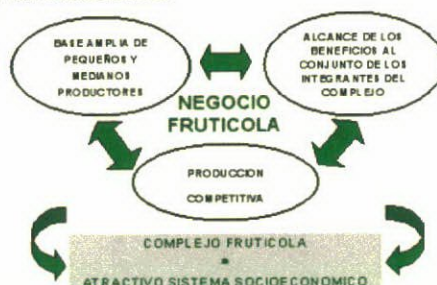 BASE AMPLIA DE
PEQUEÑOS Y
MEDIANOS
PRODUCTORES
ALCANCE DE LOS
BENEFICIOS AL
CONJUNTO DE LOS
INTEGRANTES DEL
COMPLEJO
NEGOCIO
FRUTICOLA
PRODUCCION
COMPETITIVA
COMPLEJO FRUTICOLA
ATRACTIVO SISTEMA SOCIOECONOMICO